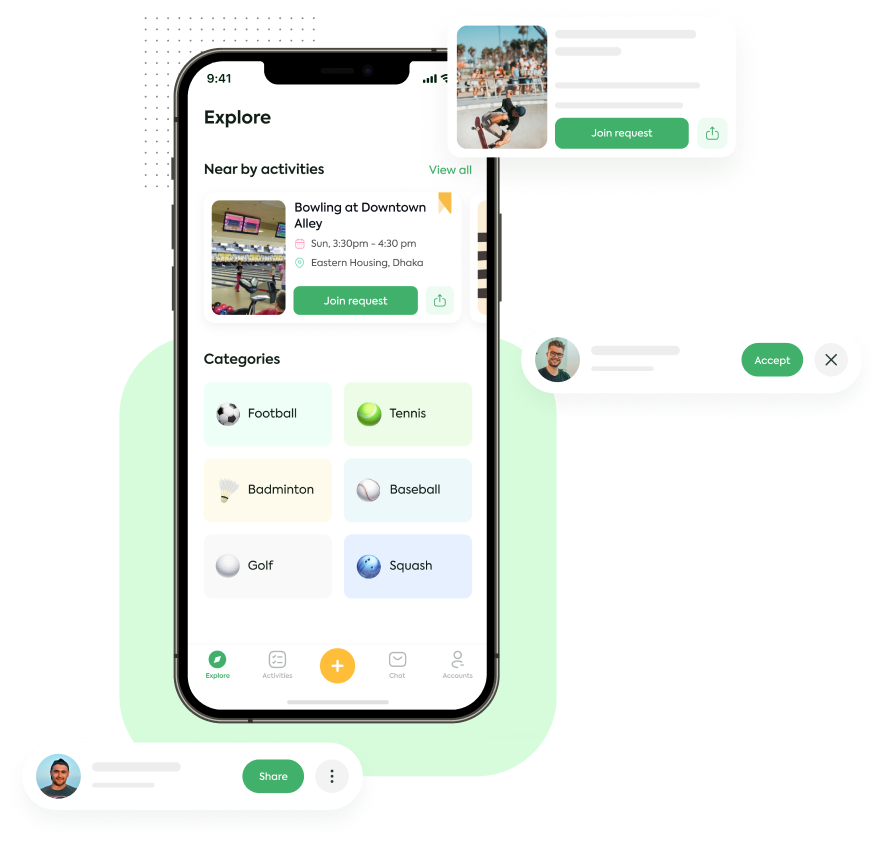 9:41
Explore
Near by activities
View all
Bowling at Downtown
Alley
Sun, 3:30pm - 4:30 pm
Eastern Housing, Dhaka
Join request
Categories
Football
Tennis
Badminton
Baseball
Golf
Squash
Explore
Activities
Chat
Accounts
Join request
Accept
Share